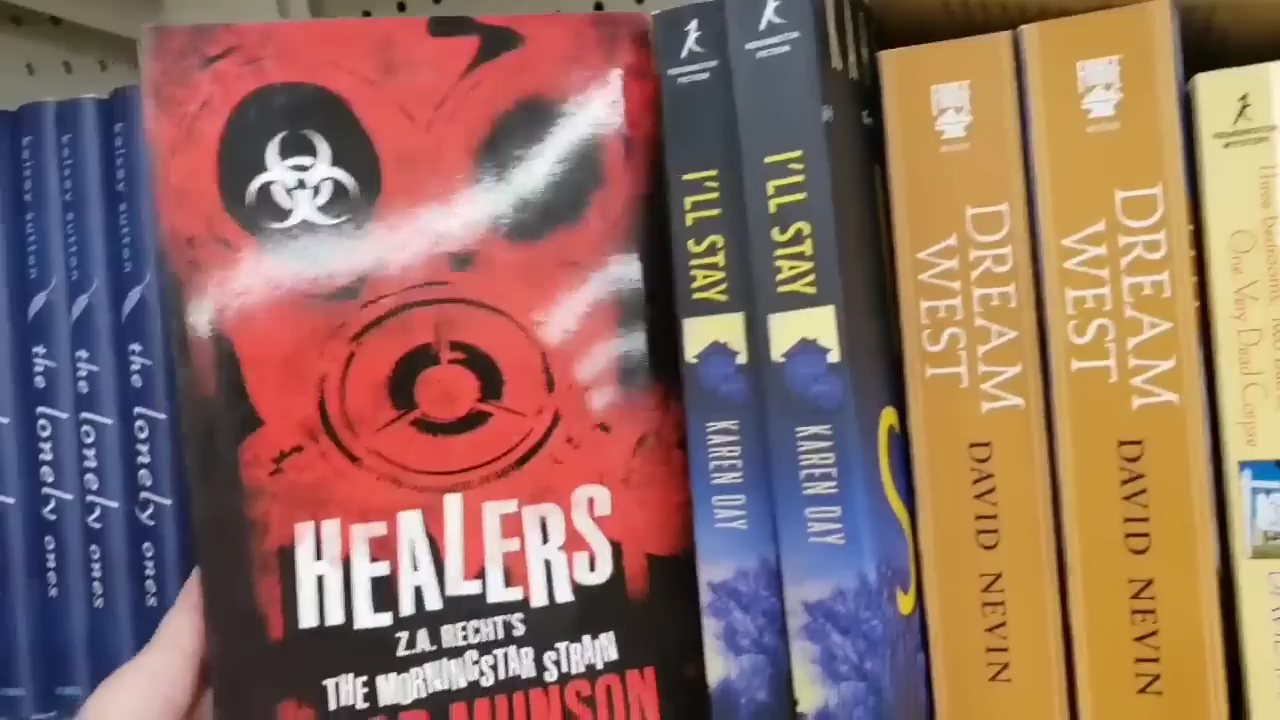 kelsey sutton
the lonely ones
kelsey sutton
the lonely ones
kelsey sutton
the lonely ones
HEALERS
Z.A. RECHT'S
THE MORNINGSTAR STRAIN
MUNSON
I'LL STAY
KAREN DAY
I'LL STAY
KAREN DAY
DREAM
WEST
DAVID NEVIN
DREAM
WEST
DAVID NEVIN
Three Bedrooms,
One Very Dead Corpse